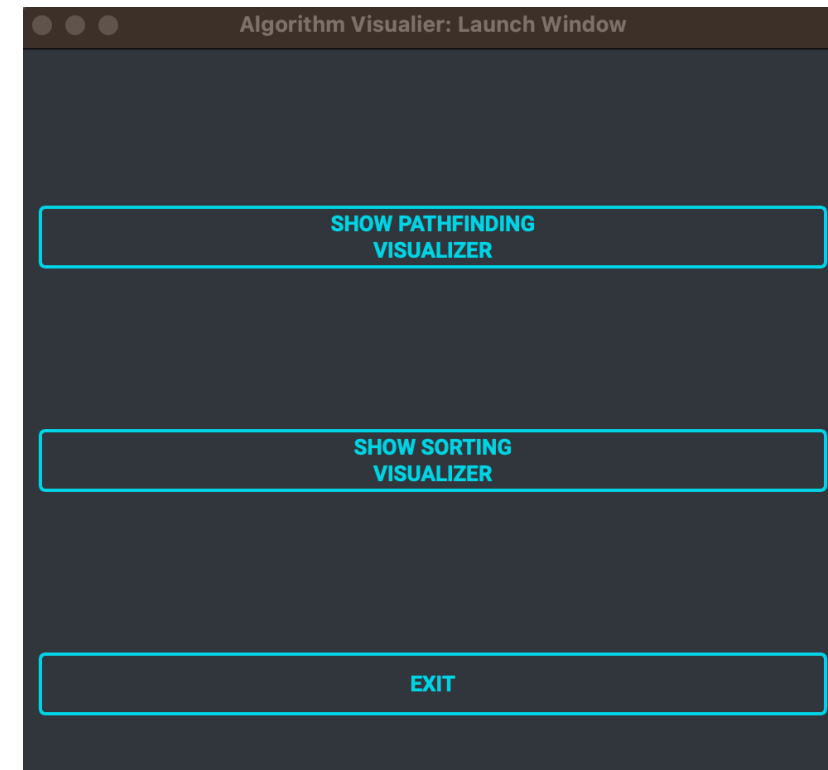 Algorithm Visualier: Launch Window
SHOW PATHFINDING
VISUALIZER
SHOW SORTING
VISUALIZER
EXIT